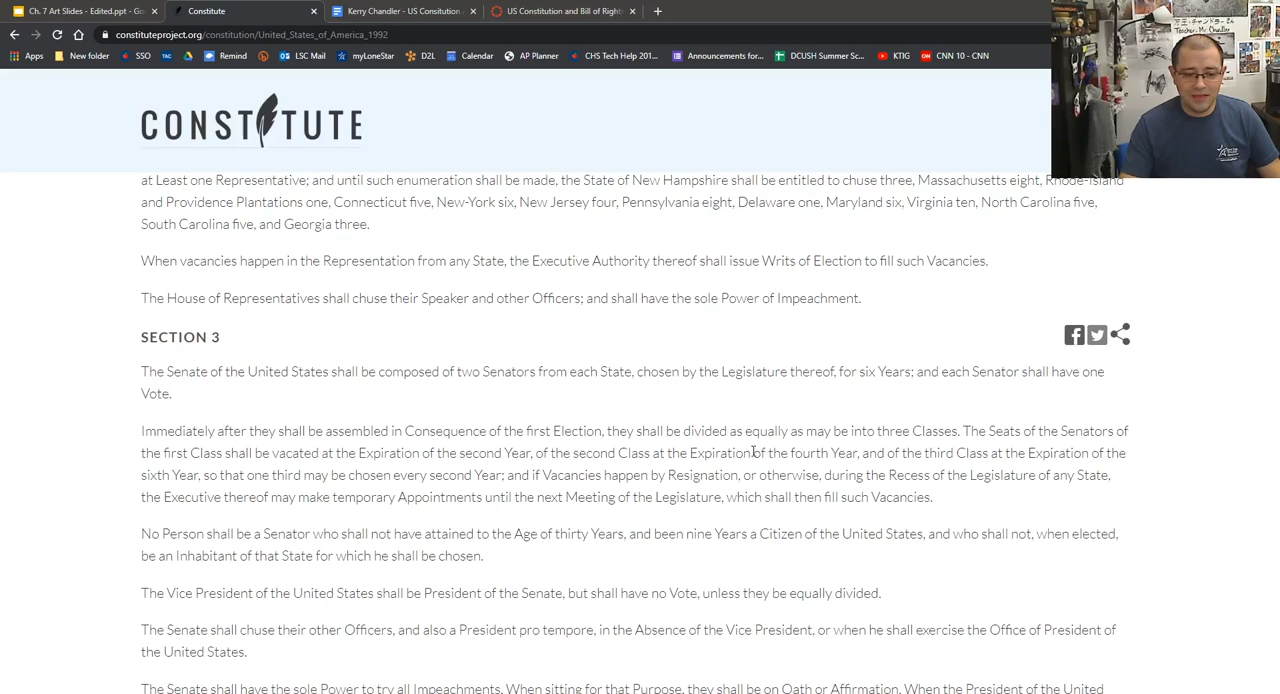 Ch. 7 Art Slides - Edited.ppt - Go
Constitute
Kerry Chandler - US Consitution
US Constitution and Bill of Right
constituteproject.org/constitution/United_States_of_America_1992
Apps
New folder
SSO
TAC
Remind
LSC Mail
myLoneStar
D2L
Calendar
AP Planner
CHS Tech Help 201...
Announcements for...
DCUSH Summer Sc...
KTIG
CNN 10 - CNN
Teacher: Mr. Chandler
CONSTITUTE
at Least one Representative; and until such enumeration shall be made, the State of New Hampshire shall be entitled to chuse three, Massachusetts eight, Rhode-Island
and Providence Plantations one, Connecticut five, New-York six, New Jersey four, Pennsylvania eight, Delaware one, Maryland six, Virginia ten, North Carolina five,
South Carolina five, and Georgia three.
When vacancies happen in the Representation from any State, the Executive Authority thereof shall issue Writs of Election to fill such Vacancies.
The House of Representatives shall chuse their Speaker and other Officers; and shall have the sole Power of Impeachment.
SECTION 3
The Senate of the United States shall be composed of two Senators from each State, chosen by the Legislature thereof, for six Years; and each Senator shall have one
Vote.
Immediately after they shall be assembled in Consequence of the first Election, they shall be divided as equally as may be into three Classes. The Seats of the Senators of
the first Class shall be vacated at the Expiration of the second Year, of the second Class at the Expiration of the fourth Year, and of the third Class at the Expiration of the
sixth Year, so that one third may be chosen every second Year; and if Vacancies happen by Resignation, or otherwise, during the Recess of the Legislature of any State,
the Executive thereof may make temporary Appointments until the next Meeting of the Legislature, which shall then fill such Vacancies.
No Person shall be a Senator who shall not have attained to the Age of thirty Years, and been nine Years a Citizen of the United States, and who shall not, when elected,
be an Inhabitant of that State for which he shall be chosen.
The Vice President of the United States shall be President of the Senate, but shall have no Vote, unless they be equally divided.
The Senate shall chuse their other Officers, and also a President pro tempore, in the Absence of the Vice President, or when he shall exercise the Office of President of
the United States.
The Senate shall have the sole Power to try all Impeachments. When sitting for that Purpose, they shall be on Oath or Affirmation. When the President of the United